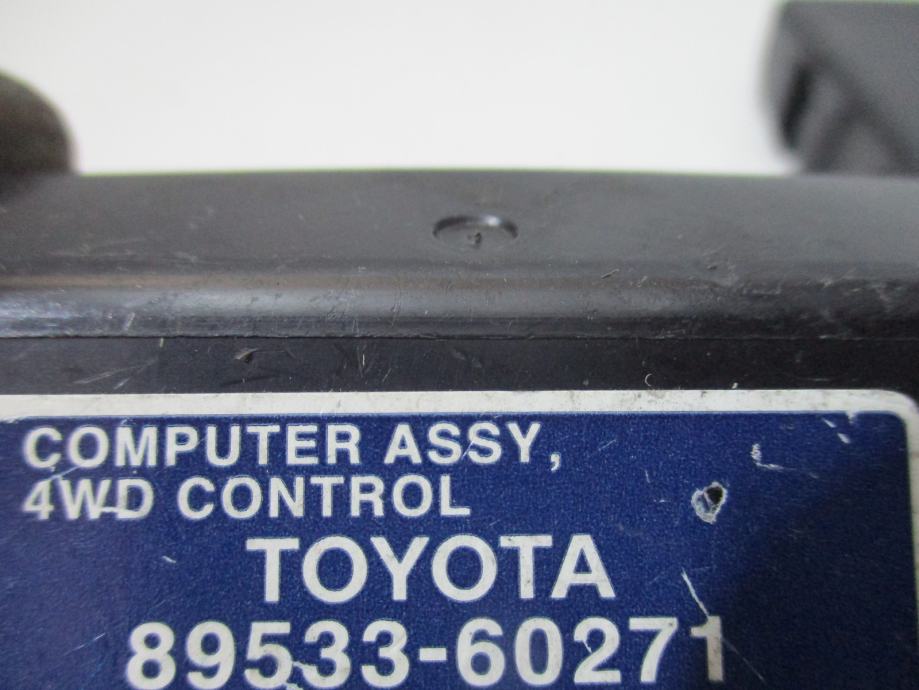 COMPUTER ASSY,
4WD CONTROL
TOYOTA
89533-60271